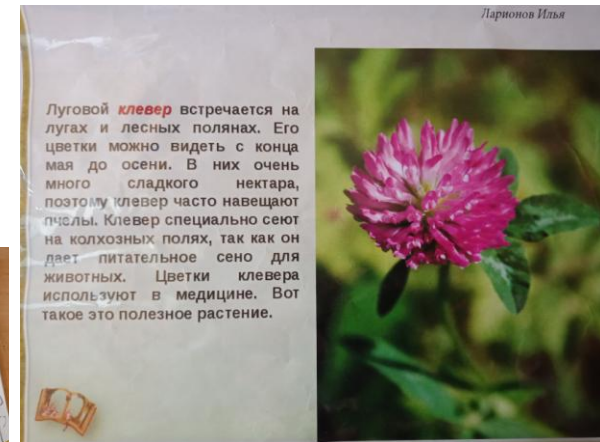 Ларионов Илья
Луговой клевер встречается на
лугах и лесных полянах. Его
цветки можно видеть с конца
мая до осени. В них очень
много сладкого нектара,
поэтому клевер часто навещают
пчелы. Клевер специально сеют
на колхозных полях, так как он
дает питательное сено для
животных. Цветки клевера
используют в медицине. Вот
такое это полезное растение.